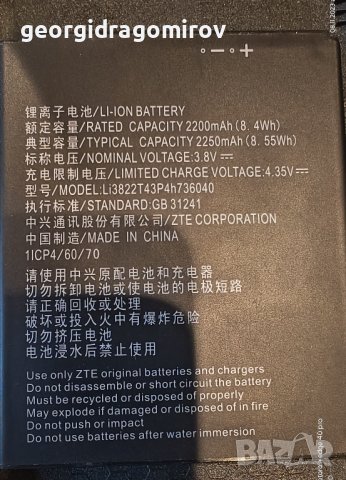 georgidragomirov
锂离子电池/LI-ION BATTERY
额定容量/RATED CAPACITY 2200mAh(8.4Wh)
典型容量/TYPICAL CAPACITY 2250mAh(8.55Wh)
标称电压/NOMINAL VOLTAGE:3.8V⎓
充电限制电压/LIMITED CHARGE VOLTAGE:4.35V⎓
型号/MODEL:Li3822T43P4h736040
执行标准/STANDARD:GB 31241
中兴通讯股份有限公司/ZTE CORPORATION
中国制造/MADE IN CHINA
1ICP4/60/70
请使用中兴原配电池和充电器
切勿拆卸电池或使电池的电极短路
请正确回收或处理
破坏或投入火中有爆炸危险
切勿挤压电池
电池浸水后禁止使用
Use only ZTE original batteries and chargers
Do not disassemble or short circuit the battery
Must be recycled or disposed of properly
May explode if damaged or disposed of in fire
Do not push or impact
Do not use batteries after water immersion
BAZAR